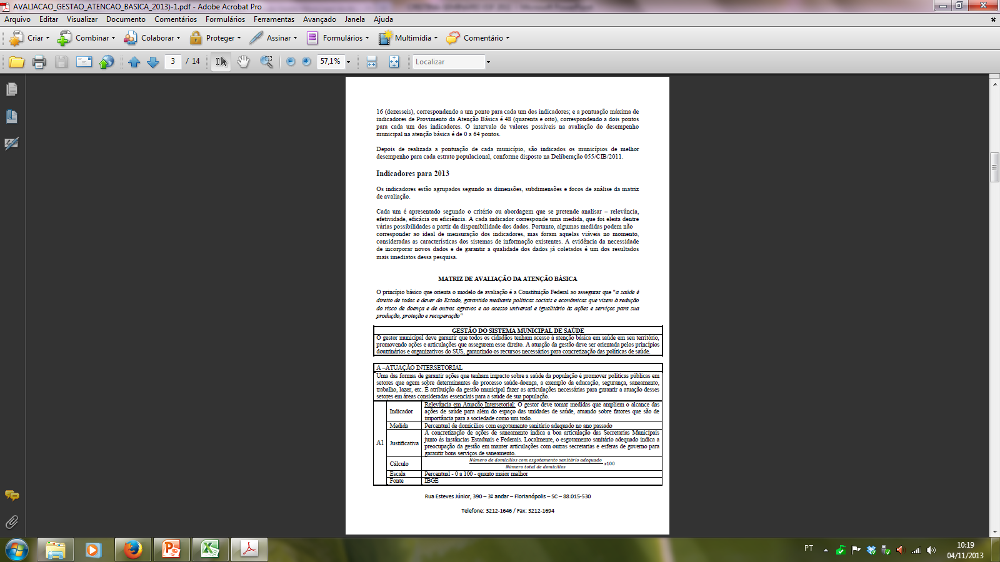 AVALIACAO_GESTAO_ATENCAO_BASICA_2013)-1.pdf - Adobe Acrobat Pro
Arquivo Editar Visualizar Documento Comentários Formulários Ferramentas Avançado Janela Ajuda
Criar Combinar Colaborar Proteger Assinar Formulários Multimídia Comentário
3 / 14 57,1% Localizar
16 (dezesseis), correspondendo a um ponto para cada um dos indicadores; e a pontuação máxima de
indicadores de Provimento da Atenção Básica é 48 (quarenta e oito), correspondendo a dois pontos
para cada um dos indicadores. O intervalo de valores possíveis na avaliação do desempenho
municipal na atenção básica é de 0 a 64 pontos.
Depois de realizada a pontuação de cada município, são indicados os municípios de melhor
desempenho para cada estrato populacional, conforme disposto na Deliberação 055/CIB/2011.
Indicadores para 2013
Os indicadores estão agrupados segundo as dimensões, subdimensões e focos de análise da matriz
de avaliação.
Cada um é apresentado segundo o critério ou abordagem que se pretende analisar – relevância,
efetividade, eficácia ou eficiência. A cada indicador corresponde uma medida, que foi eleita dentre
várias possibilidades a partir da disponibilidade dos dados. Portanto, algumas medidas podem não
corresponder ao ideal de mensuração dos indicadores, mas foram aquelas viáveis no momento,
consideradas as características dos sistemas de informação existentes. A evidência da necessidade
de incorporar novos dados e de garantir a qualidade dos dados já coletados é um dos resultados
mais imediatos dessa pesquisa.
MATRIZ DE AVALIAÇÃO DA ATENÇÃO BÁSICA
O princípio básico que orienta o modelo de avaliação é a Constituição Federal ao assegurar que "a saúde é
direito de todos e dever do Estado, garantido mediante políticas sociais e econômicas que visem à redução
do risco de doença e de outros agravos e ao acesso universal e igualitário às ações e serviços para sua
produção, proteção e recuperação"
GESTÃO DO SISTEMA MUNICIPAL DE SAÚDE
O gestor municipal deve garantir que todos os cidadãos tenham acesso à atenção básica em saúde em seu território,
promovendo ações e articulações que assegurem esse direito. A atuação da gestão deve ser orientada pelos princípios
doutrinários e organizativos do SUS, garantindo os recursos necessários para concretização das políticas de saúde.
A –ATUAÇÃO INTERSETORIAL
Uma das formas de garantir ações que tenham impacto sobre a saúde da população é promover políticas públicas em
setores que agem sobre determinantes do processo saúde-doença, a exemplo da educação, segurança, saneamento,
trabalho, lazer, etc. É atribuição da gestão municipal fazer as articulações necessárias para garantir a atuação desses
setores em áreas consideradas essenciais para a saúde de sua população.
A1
Indicador
Relevância em Atuação Intersetorial: O gestor deve tomar medidas que ampliem o alcance das
ações de saúde para além do espaço das unidades de saúde, atuando sobre fatores que são de
importância para a sociedade como um todo.
Medida Percentual de domicílios com esgotamento sanitário adequado no ano passado
Justificativa
A concretização de ações de saneamento indica a boa articulação das Secretarias Municipais
junto às instâncias Estaduais e Federais. Localmente, o esgotamento sanitário adequado indica a
preocupação da gestão em manter articulações com outras secretarias e esferas de governo para
garantir bons serviços de saneamento.
Cálculo
Número de domicílios com esgotamento sanitário adequado
Número total de domicílios
x100
Escala Percentual - 0 a 100 - quanto maior melhor
Fonte IBGE
Rua Esteves Júnior, 390 – 3º andar – Florianópolis – SC – 88.015-530
Telefone: 3212-1646 / Fax: 3212-1694
PT
10:19
04/11/2013